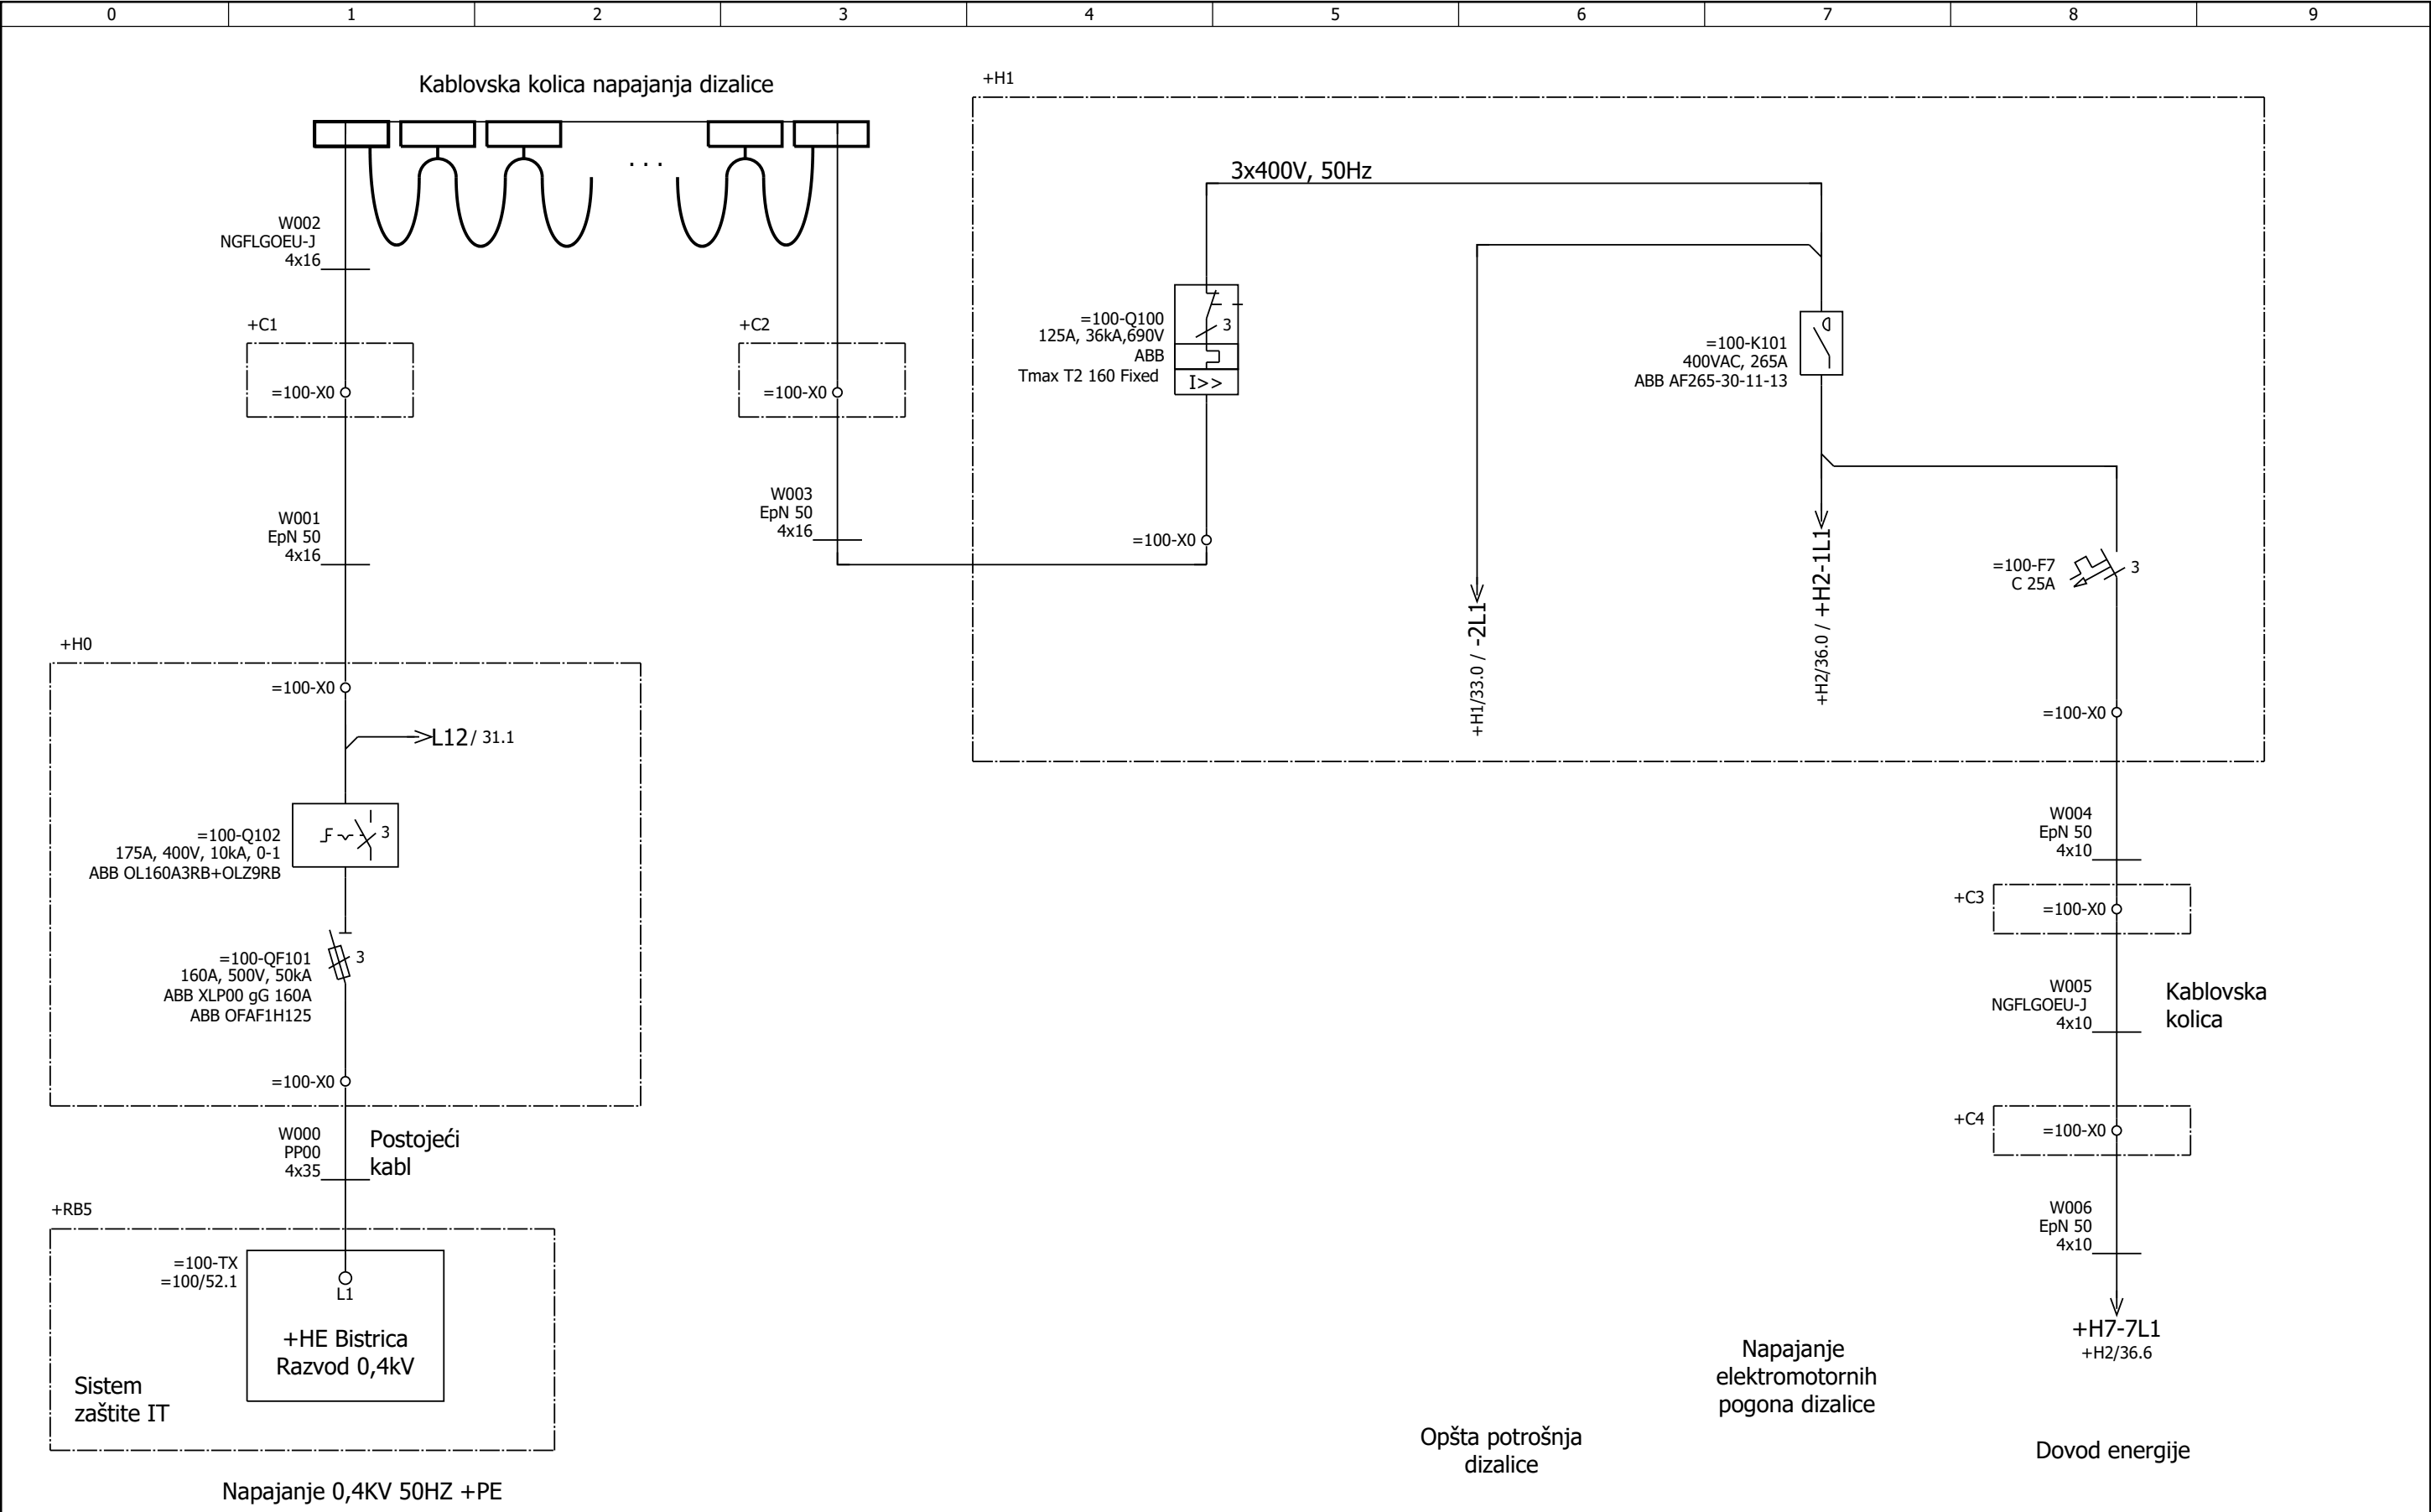 0 1 2 3 4 5 6 7 8 9
Kablovska kolica napajanja dizalice
. . .
W002
NGFLGOEU-J
4x16
+C1
=100-X0
+C2
=100-X0
W001
EpN 50
4x16
W003
EpN 50
4x16
+H0
=100-X0
L12/ 31.1
=100-Q102
175A, 400V, 10kA, 0-1
ABB OL160A3RB+OLZ9RB
3
=100-QF101
160A, 500V, 50kA
ABB XLP00 gG 160A
ABB OFAF1H125
3
=100-X0
W000
PP00
4x35
Postojeći
kabl
+RB5
=100-TX
=100/52.1
L1
+HE Bistrica
Razvod 0,4kV
Sistem
zaštite IT
Napajanje 0,4KV 50HZ +PE
+H1
3x400V, 50Hz
=100-Q100
125A, 36kA,690V
ABB
Tmax T2 160 Fixed
3
I>>
=100-X0
=100-K101
400VAC, 265A
ABB AF265-30-11-13
+H1/33.0 / -2L1
+H2/36.0 / +H2-1L1
=100-F7
C 25A
3
=100-X0
W004
EpN 50
4x10
+C3
=100-X0
W005
NGFLGOEU-J
4x10
Kablovska
kolica
+C4
=100-X0
W006
EpN 50
4x10
+H7-7L1
+H2/36.6
Opšta potrošnja
dizalice
Napajanje
elektromotornih
pogona dizalice
Dovod energije